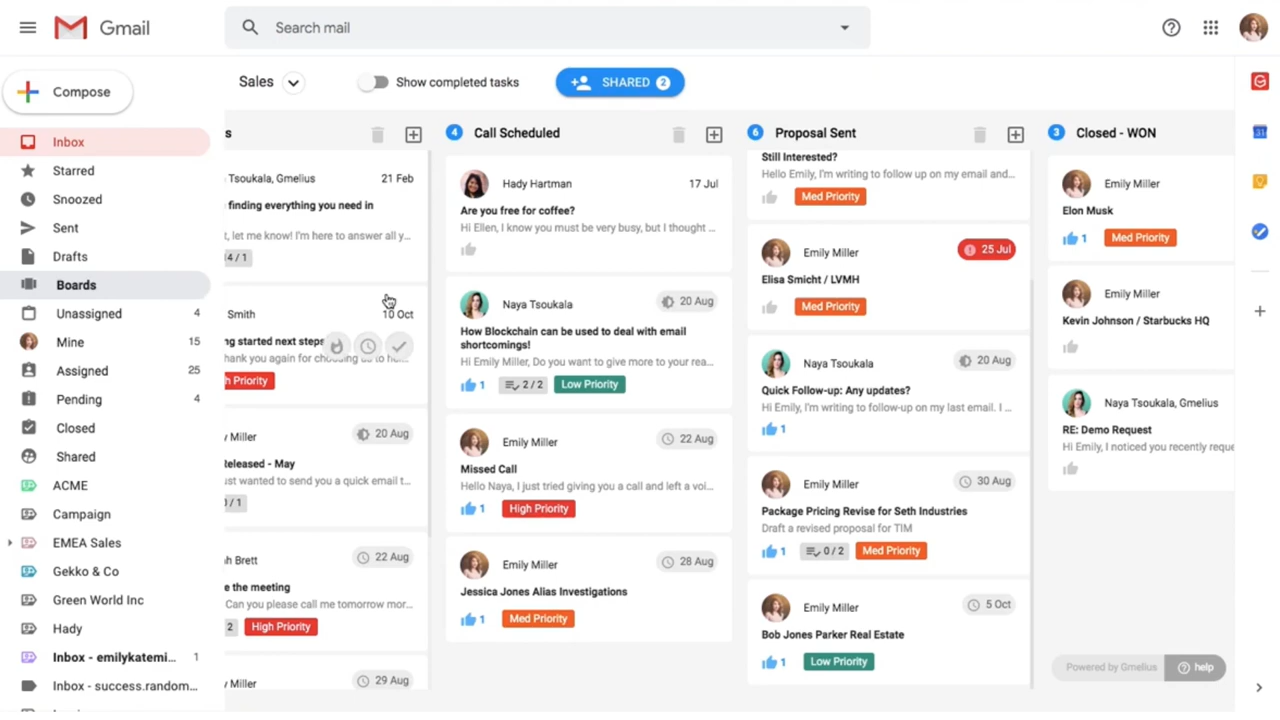 Gmail
Search mail
Compose
Inbox
Starred
Snoozed
Sent
Drafts
Boards
Unassigned 4
Mine 15
Assigned 25
Pending 4
Closed
Shared
ACME
Campaign
EMEA Sales
Gekko & Co
Green World Inc
Hady
Inbox - emilykatemi... 1
Inbox - success.random...
Sales
Show completed tasks
SHARED 2
s
Tsoukala, Gmelius 21 Feb
finding everything you need in
t, let me know! I'm here to answer all y...
4 / 1
Smith 10 Oct
ng started next steps
hank you again for
Priority
Miller 20 Aug
Released - May
ust wanted to send you a quick email t...
/ 1
h Brett 22 Aug
e the meeting
Can you please call me tomorrow mor...
2 High Priority
Miller 29 Aug
4 Call Scheduled
Hady Hartman 17 Jul
Are you free for coffee?
Hi Ellen, I know you must be very busy, but I thought ...
Naya Tsoukala 20 Aug
How Blockchain can be used to deal with email
shortcomings!
Hi Emily Miller, Do you want to give more to your rea...
1 2 / 2 Low Priority
Emily Miller 22 Aug
Missed Call
Hello Naya, I just tried giving you a call and left a voi...
1 High Priority
Emily Miller 28 Aug
Jessica Jones Alias Investigations
1 Med Priority
6 Proposal Sent
Still Interested?
Hello Emily, I'm writing to follow up on my email and...
Med Priority
Emily Miller 25 Jul
Elisa Smicht / LVMH
Med Priority
Naya Tsoukala 20 Aug
Quick Follow-up: Any updates?
Hi Emily, I'm writing to follow-up on my last email. I ...
1
Emily Miller 30 Aug
Package Pricing Revise for Seth Industries
Draft a revised proposal for TIM
1 0 / 2 Med Priority
Emily Miller 5 Oct
Bob Jones Parker Real Estate
1 Low Priority
3 Closed - WON
Emily Miller
Elon Musk
1 Med Priority
Emily Miller
Kevin Johnson / Starbucks HQ
Naya Tsoukala, Gmelius
RE: Demo Request
Hi Emily, I noticed you recently reque
Powered by Gmelius
help
31